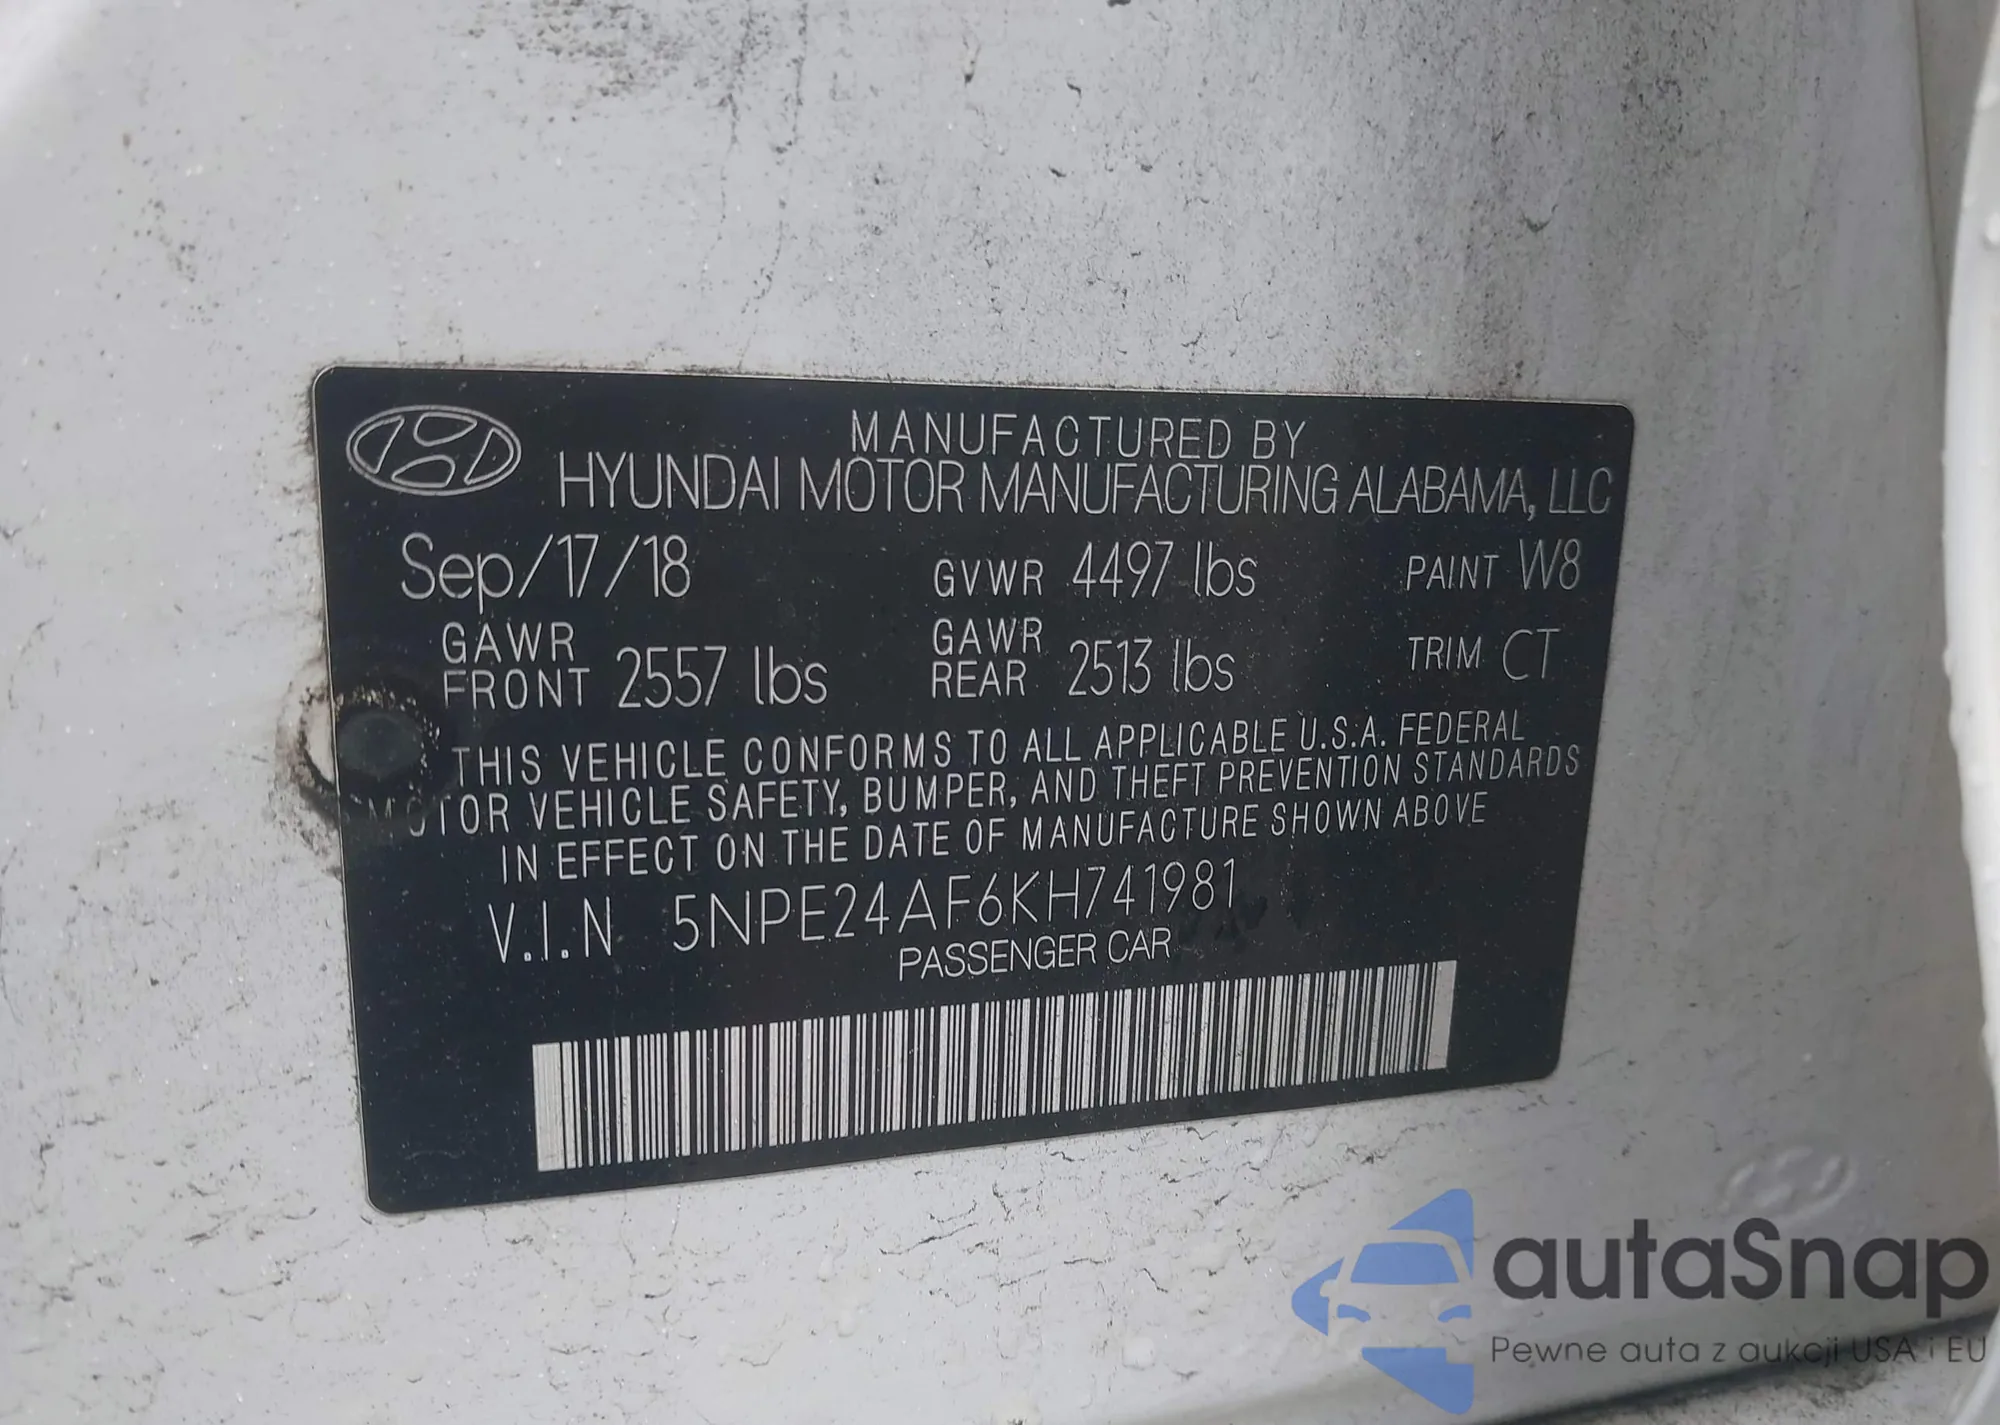 MANUFACTURED BY
HYUNDAI MOTOR MANUFACTURING ALABAMA, LLC
Sep/17/18 GVWR 4497 lbs PAINT W8
GAWR FRONT 2557 lbs GAWR REAR 2513 lbs TRIM CT
THIS VEHICLE CONFORMS TO ALL APPLICABLE U.S.A. FEDERAL
MOTOR VEHICLE SAFETY, BUMPER, AND THEFT PREVENTION STANDARDS
IN EFFECT ON THE DATE OF MANUFACTURE SHOWN ABOVE
V.I.N 5NPE24AF6KH741981
PASSENGER CAR
autaSnap
Pewne auta z aukcji USA i EU